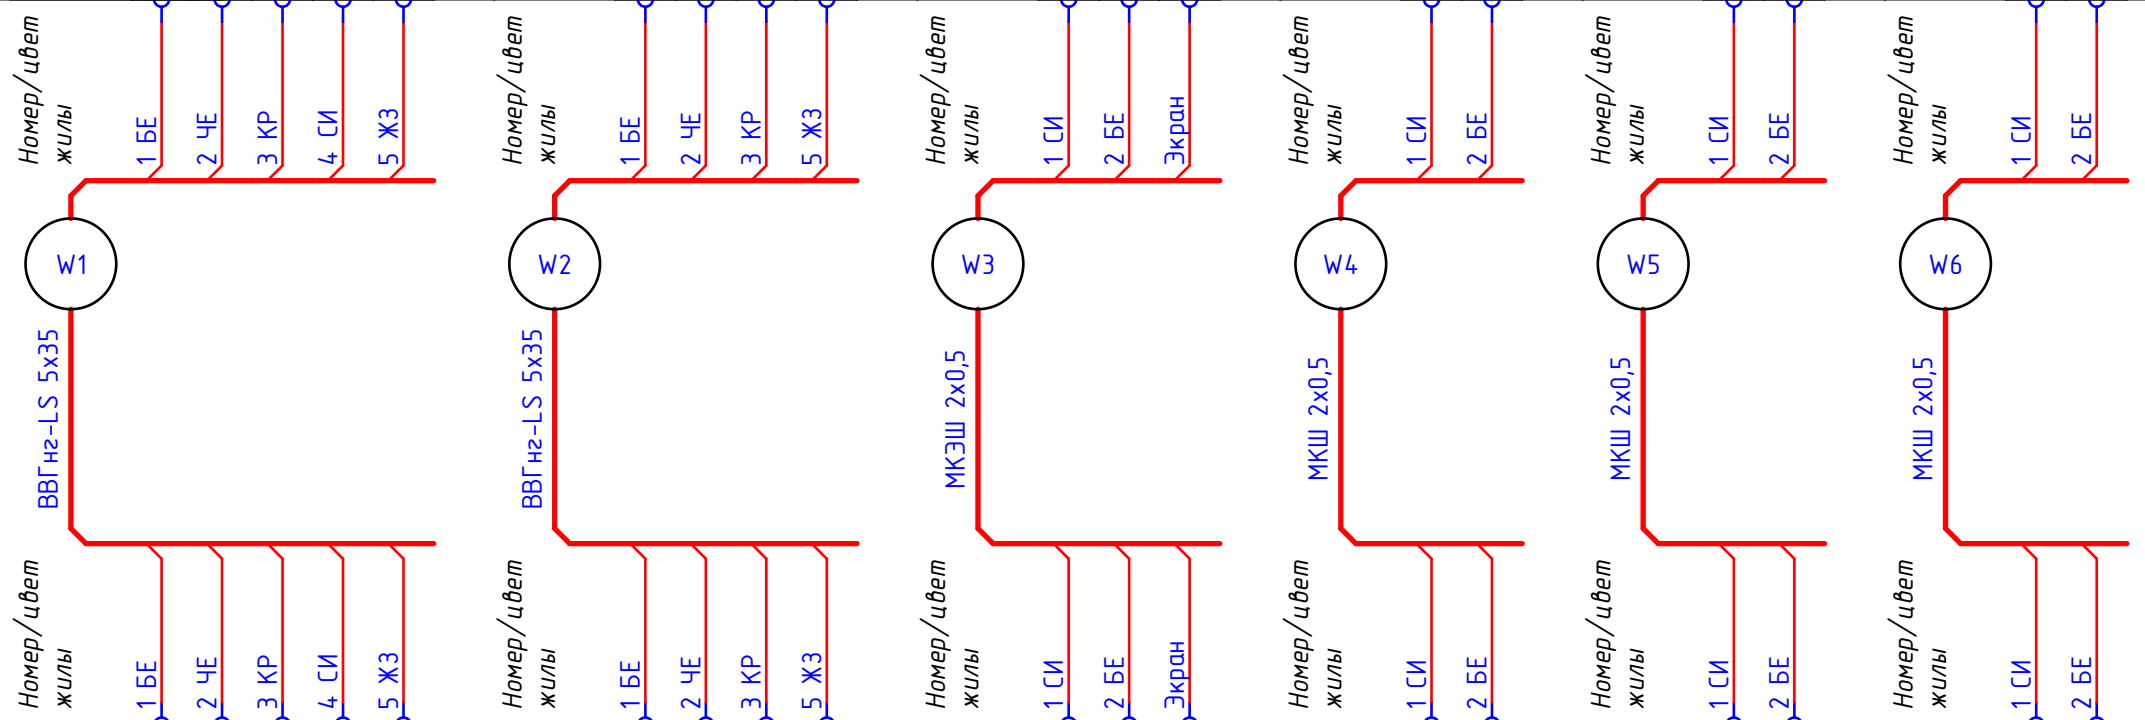 Номер/цвет
жилы
1 БЕ
2 ЧЕ
3 КР
4 СИ
5 ЖЗ
Номер/цвет
жилы
1 БЕ
2 ЧЕ
3 КР
5 ЖЗ
Номер/цвет
жилы
1 СИ
2 БЕ
Экран
Номер/цвет
жилы
1 СИ
2 БЕ
Номер/цвет
жилы
1 СИ
2 БЕ
Номер/цвет
жилы
1 СИ
2 БЕ
W1
W2
W3
W4
W5
W6
ВВГнг-LS 5х35
ВВГнг-LS 5х35
МКЭШ 2х0,5
МКШ 2х0,5
МКШ 2х0,5
МКШ 2х0,5
Номер/цвет
жилы
1 БЕ
2 ЧЕ
3 КР
4 СИ
5 ЖЗ
Номер/цвет
жилы
1 БЕ
2 ЧЕ
3 КР
5 ЖЗ
Номер/цвет
жилы
1 СИ
2 БЕ
Экран
Номер/цвет
жилы
1 СИ
2 БЕ
Номер/цвет
жилы
1 СИ
2 БЕ
Номер/цвет
жилы
1 СИ
2 БЕ